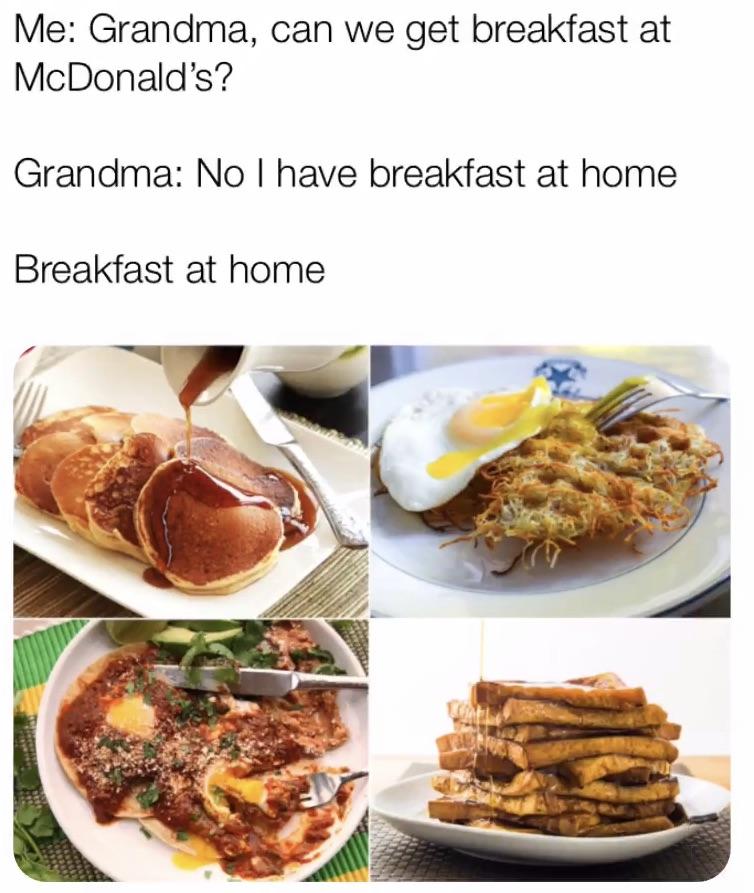 Me: Grandma, can we get breakfast at
McDonald’s?
Grandma: No I have breakfast at home
Breakfast at home